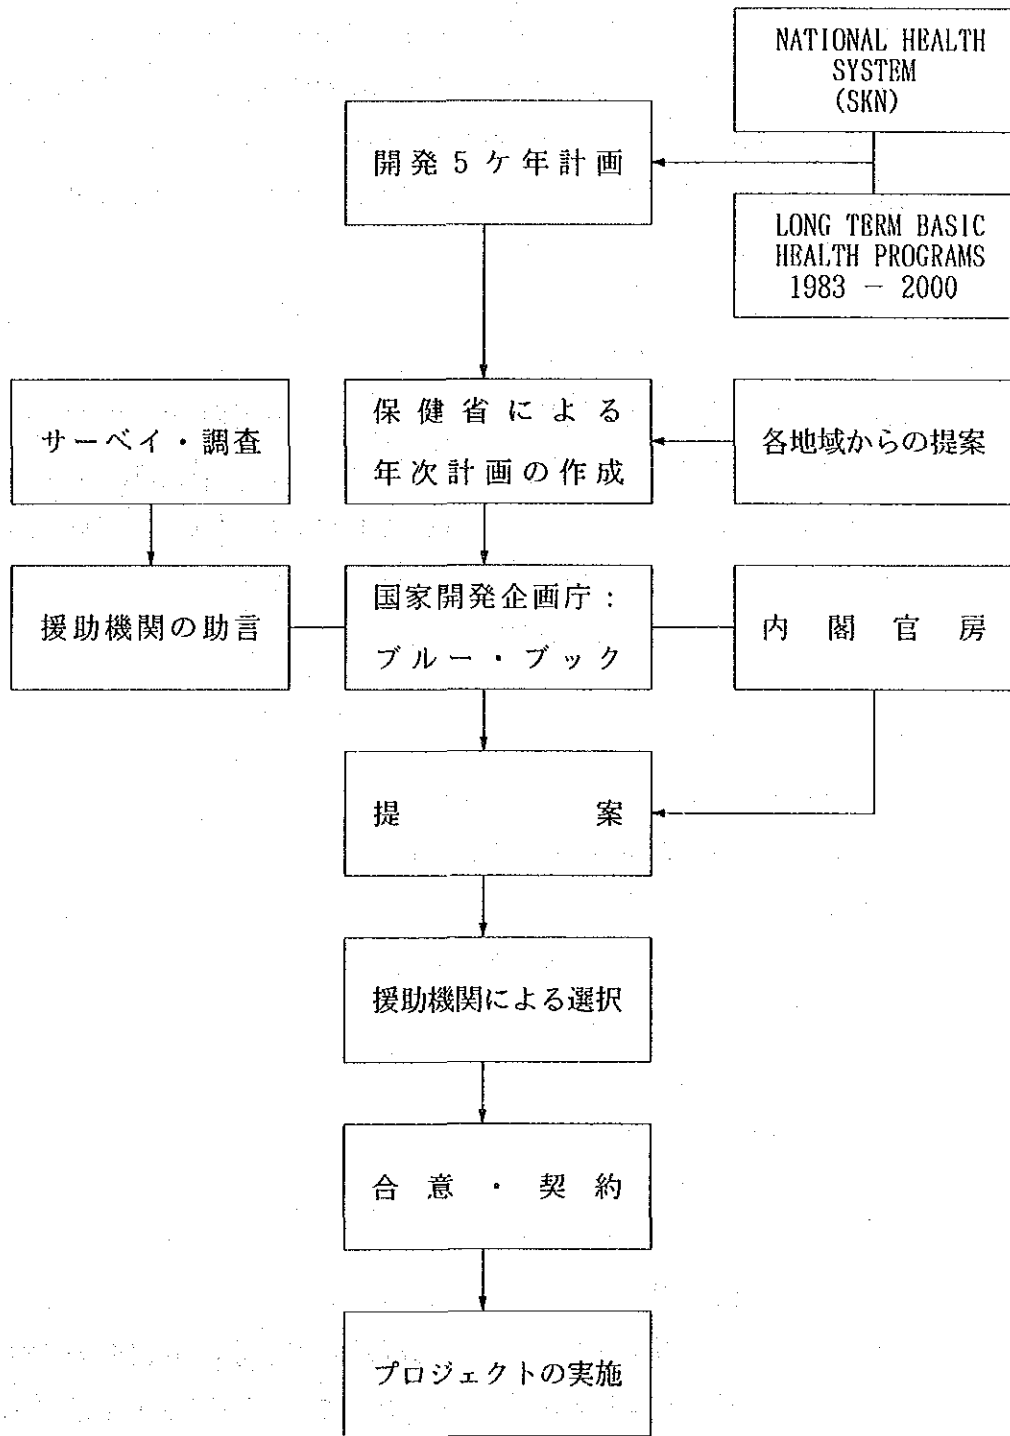 NATIONAL HEALTH
SYSTEM
(SKN)
開発5ケ年計画
LONG TERM BASIC
HEALTH PROGRAMS
1983 － 2000
サーベイ・調査
保健省による
年次計画の作成
各地域からの提案
援助機関の助言
国家開発企画庁：
ブルー・ブック
内閣官房
提案
援助機関による選択
合意・契約
プロジェクトの実施